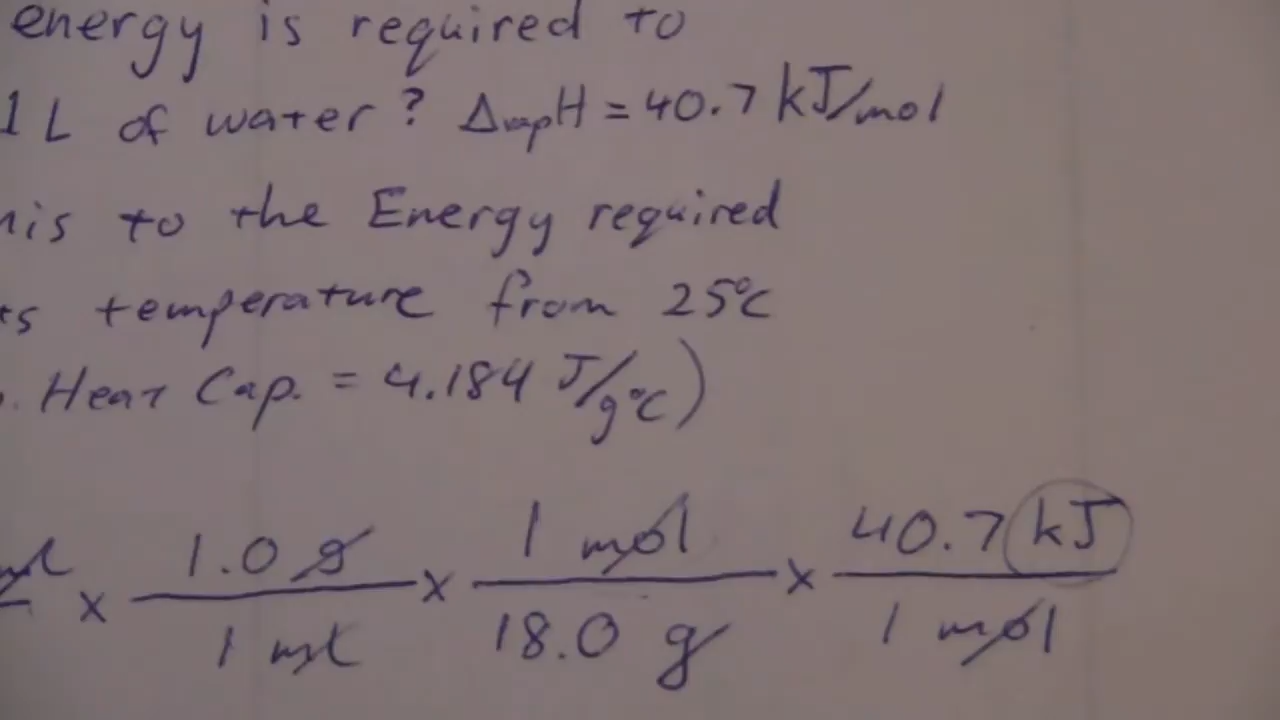 energy is required to
1 L of water? ΔvapH = 40.7 kJ/mol
to the Energy required
temperature from 25°C
Heat Cap. = 4.184 J/g°C)
x 1.0 g / 1 ml x 1 mol / 18.0 g x 40.7 kJ / 1 mol